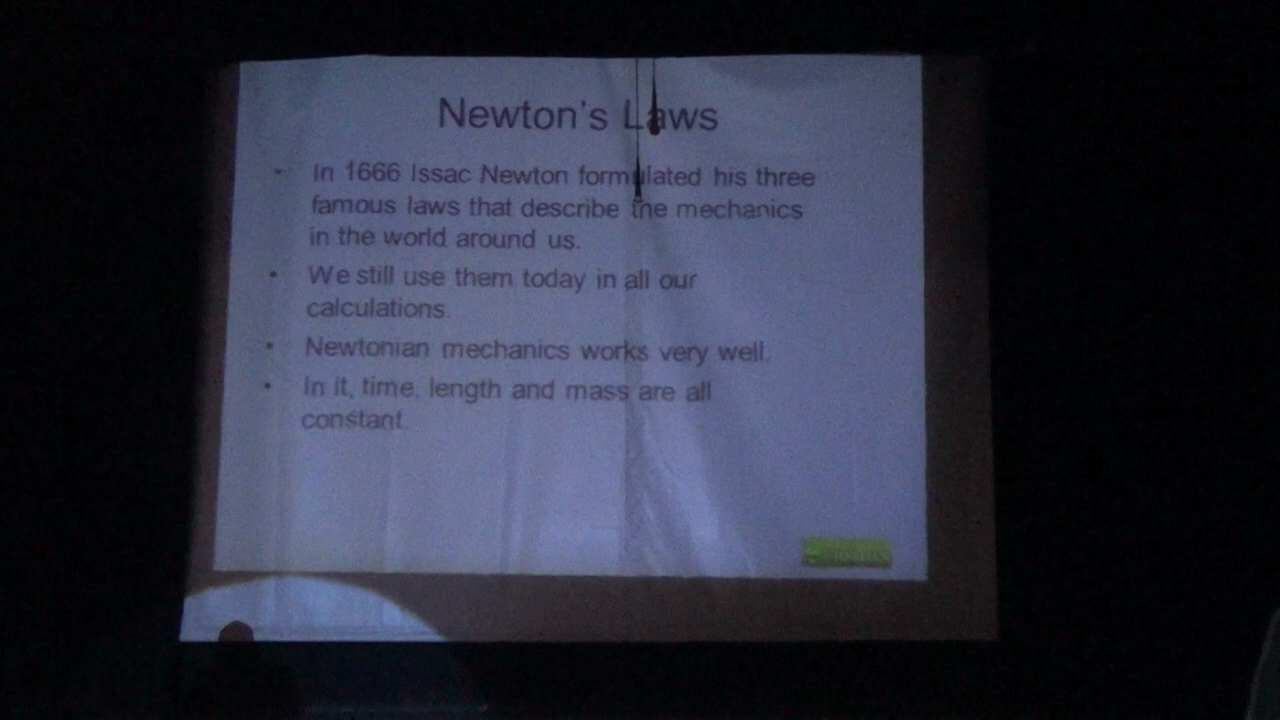 Newton's Laws
In 1666 Issac Newton formulated his three
famous laws that describe the mechanics
in the world around us.
We still use them today in all our
calculations.
Newtonian mechanics works very well.
In it, time, length and mass are all
constant.